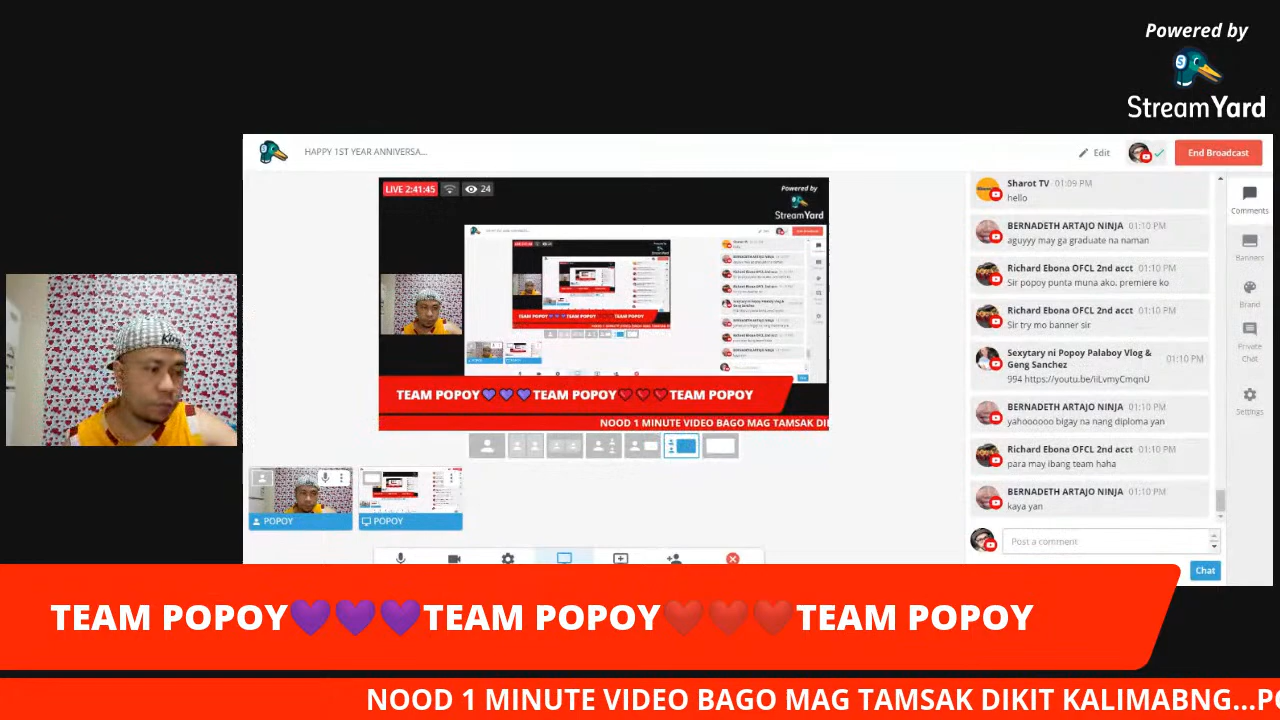 Powered by
StreamYard
HAPPY 1ST YEAR ANNIVERSA...
Edit
End Broadcast
LIVE 2:41:45
24
Powered by
StreamYard
TEAM POPOY💜💜💜TEAM POPOY❤❤❤TEAM POPOY
NOOD 1 MINUTE VIDEO BAGO MAG TAMSAK DI
POPOY
POPOY
Sharot TV 01:09 PM
hello
BERNADETH ARTAJO NINJA 01:10 PM
aguyyy may ga graduate na naman
Richard Ebona OFCL 2nd acct 01:10 PM
Sir popoy punta muna ako. premiere ko
Richard Ebona OFCL 2nd acct 01:10 PM
Sir try mo banner sir
Sexytary ni Popoy Palaboy Vlog &
Geng Sanchez 01:10 PM
994 https://youtu.be/IiLvmyCmqnU
BERNADETH ARTAJO NINJA 01:10 PM
yahoooooo bigay na nang diploma yan
Richard Ebona OFCL 2nd acct 01:10 PM
para may ibang team haha
BERNADETH ARTAJO NINJA 01:10 PM
kaya yan
Post a comment
Chat
Comments
Banners
Brand
Private
Chat
Settings
TEAM POPOY💜💜💜TEAM POPOY❤❤❤TEAM POPOY
NOOD 1 MINUTE VIDEO BAGO MAG TAMSAK DIKIT KALIMABNG...PO